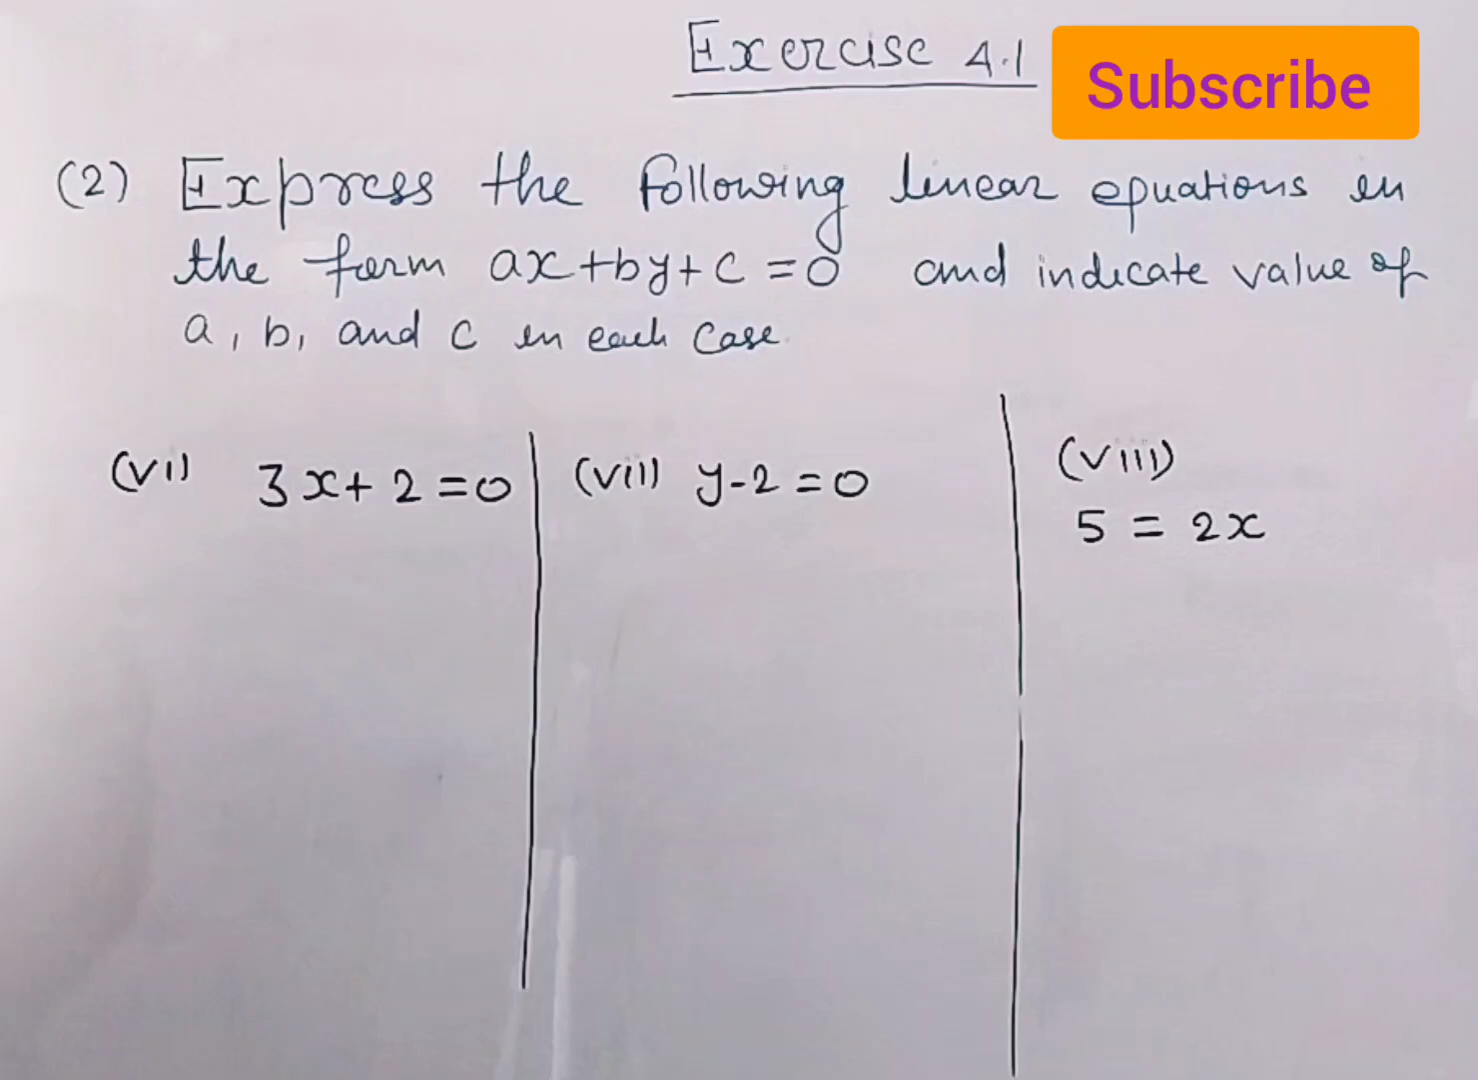 Exercise 4.1
Subscribe
(2) Express the following linear equations in
the form ax+by+c=0 and indicate value of
a, b, and c in each case.
(vi) 3x+2=0
(vii) y-2=0
(viii)
5 = 2x